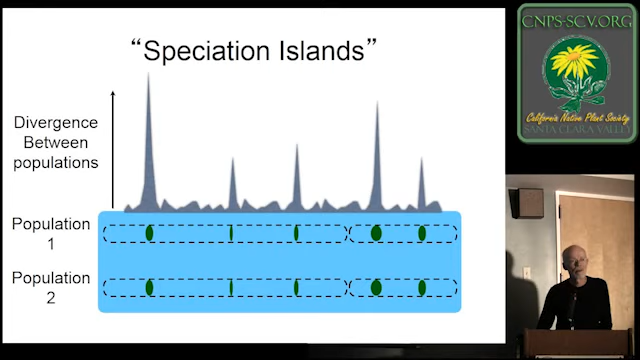 “Speciation Islands”
Divergence
Between
populations
Population
1
Population
2
CNPS-SCV.ORG
California Native Plant Society
SANTA CLARA VALLEY